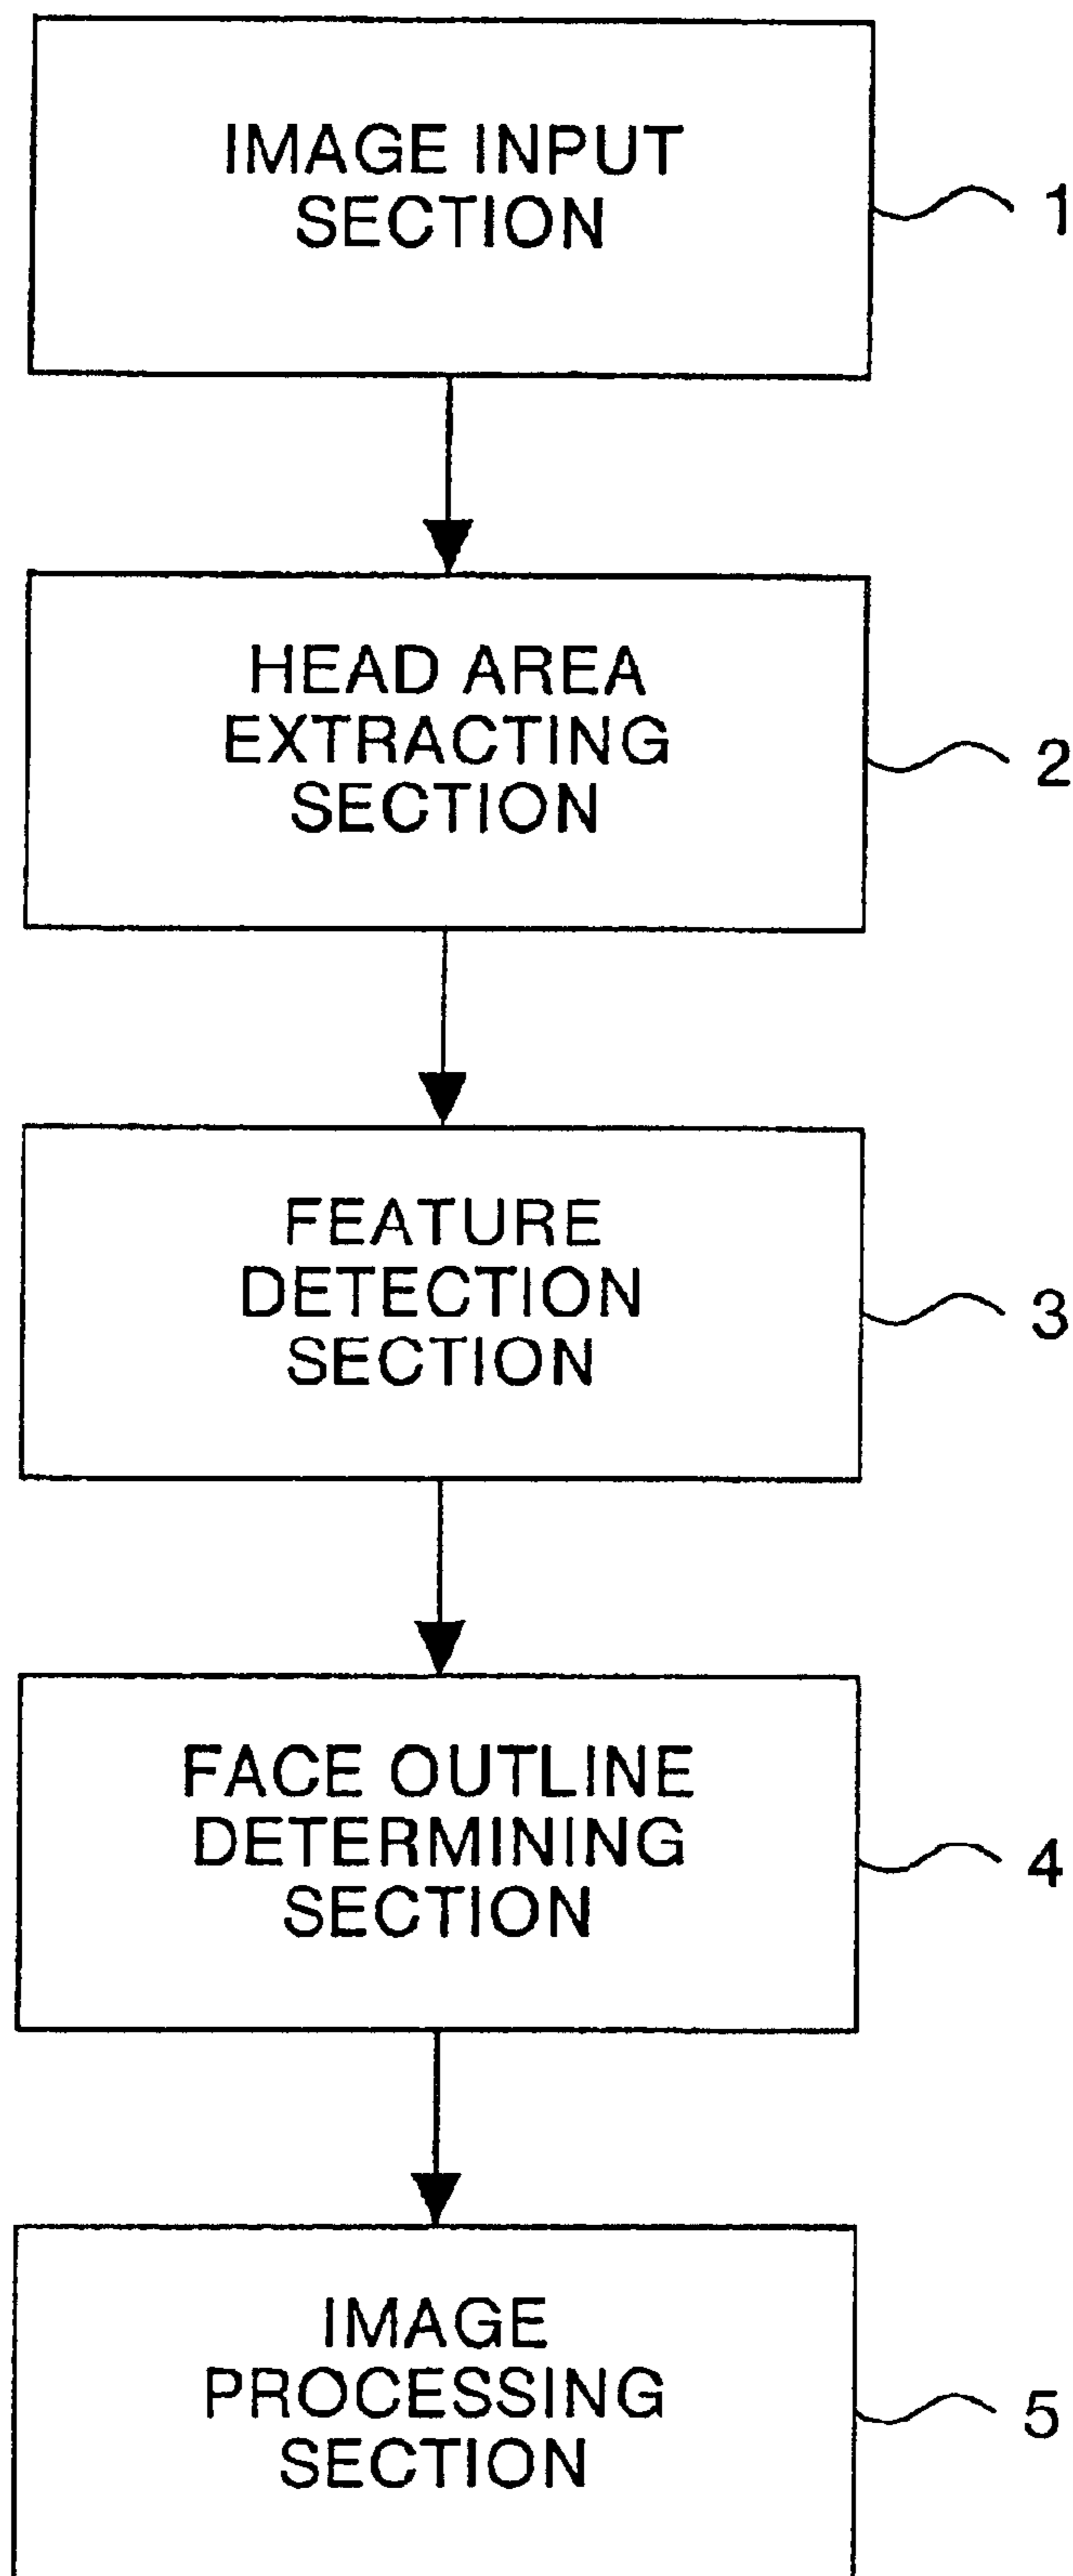 IMAGE INPUT
SECTION
1
HEAD AREA
EXTRACTING
SECTION
2
FEATURE
DETECTION
SECTION
3
FACE OUTLINE
DETERMINING
SECTION
4
IMAGE
PROCESSING
SECTION
5